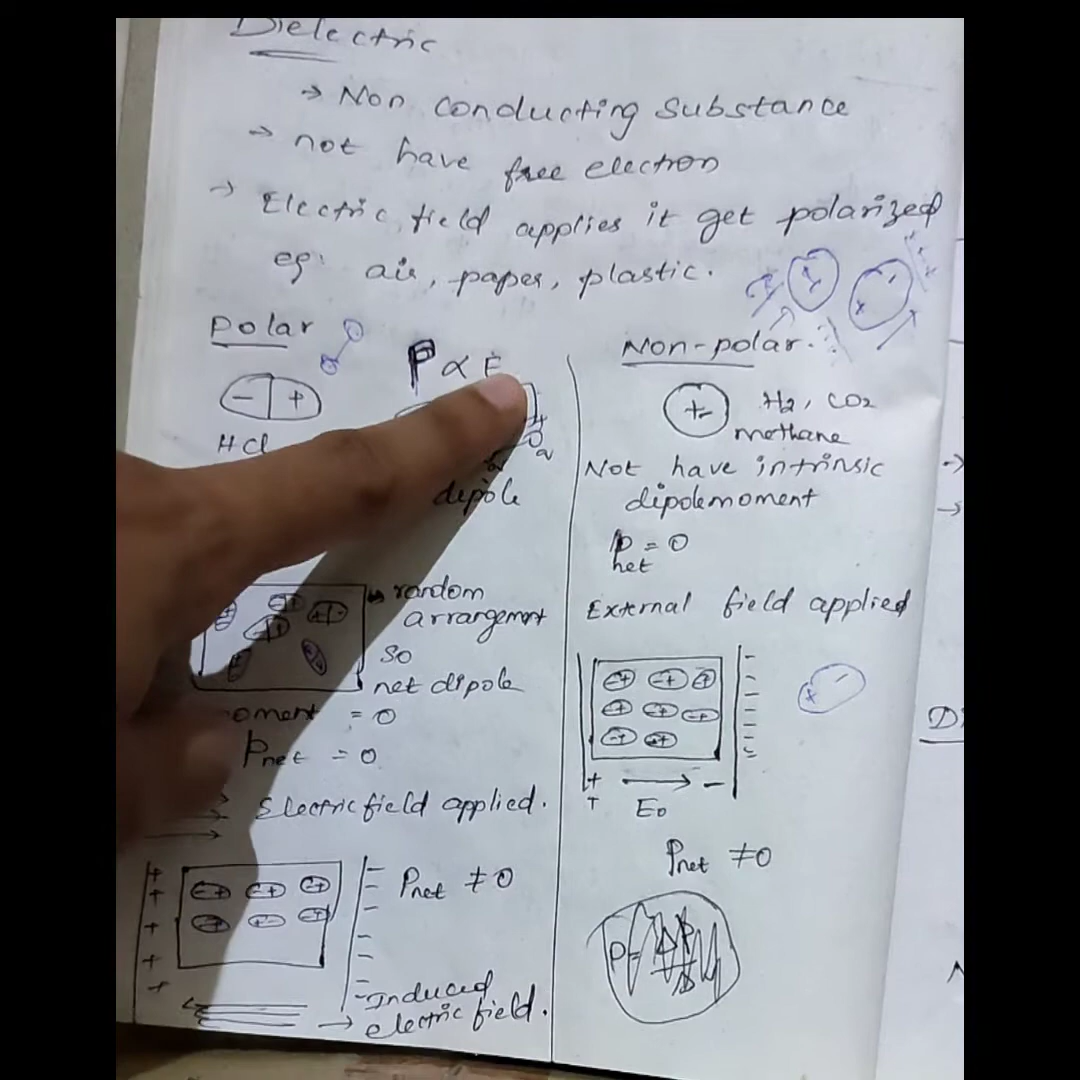 Dielectric
→ Non conducting substance
→ not have free electron
→ Electric field applies it get polarized
eg: air, paper, plastic.
Polar
P ∝ E
- +
HCl
dipole
→ random
arrangement
so
net dipole
oment = 0
Pnet = 0
Electric field applied.
Pnet ≠ 0
Induced
→ electric field.
Non-polar
+-
H2, CO2
methane
Not have intrinsic
dipole moment
Pnet = 0
External field applied
+ → -
+ E0
Pnet ≠ 0